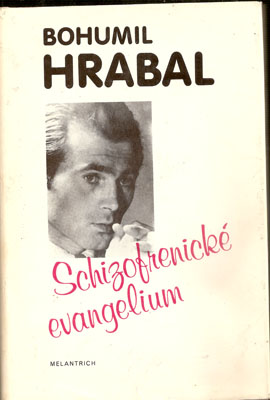 BOHUMIL
HRABAL
Schizofrenické
evangelium
MELANTRICH